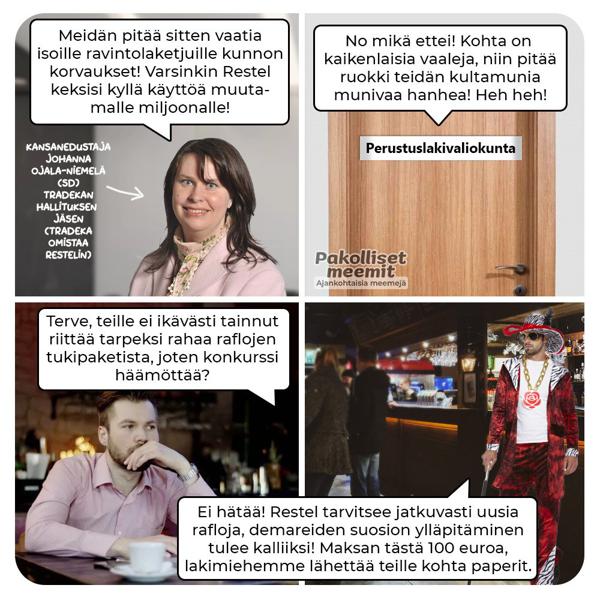 Meidän pitää sitten vaatia
isoille ravintolaketjuille kunnon
korvaukset! Varsinkin Restel
keksisi kyllä käyttöä muuta-
malle miljoonalle!
KANSANEDUSTAJA
JOHANNA
OJALA-NIEMELÄ
(SD)
TRADEKAN
HALLITUKSEN
JÄSEN
(TRADEKA
OMISTAA
RESTELIN)
No mikä ettei! Kohta on
kaikenlaisia vaaleja, niin pitää
ruokki teidän kultamunia
munivaa hanhea! Heh heh!
Perustuslakivaliokunta
Pakolliset
meemit
Ajankohtaisia meemejä
Terve, teille ei ikävästi tainnut
riittää tarpeksi rahaa raflojen
tukipaketista, joten konkurssi
häämöttää?
Ei hätää! Restel tarvitsee jatkuvasti uusia
rafloja, demareiden suosion ylläpitäminen
tulee kalliiksi! Maksan tästä 100 euroa,
lakimiehemme lähettää teille kohta paperit.